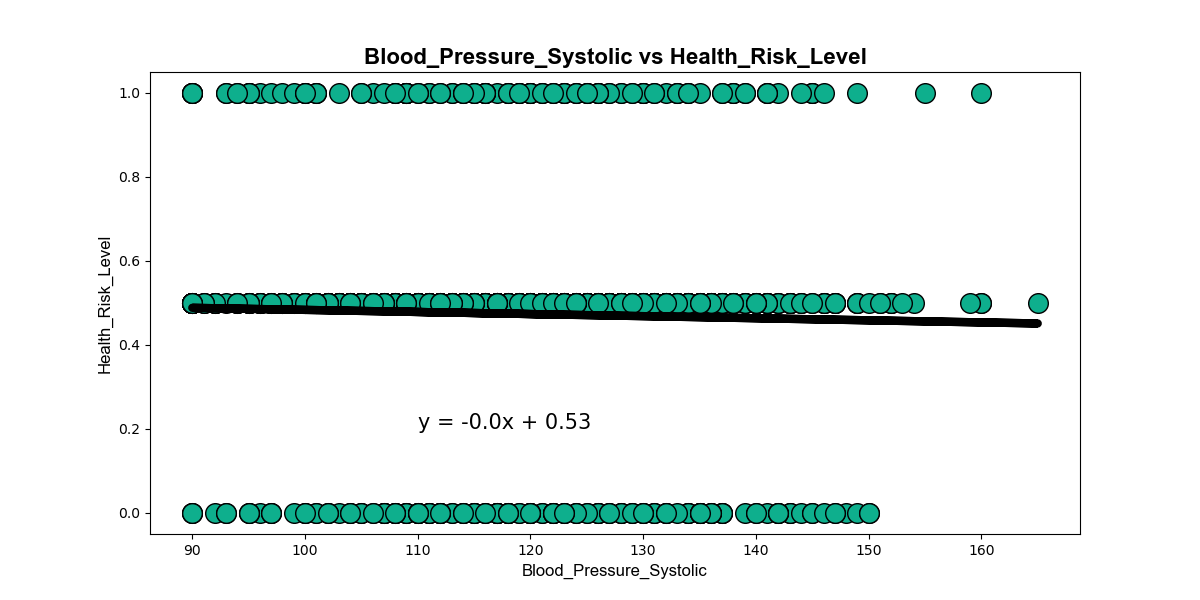 Blood_Pressure_Systolic vs Health_Risk_Level
1.0
0.8
0.6
0.4
0.2
0.0
Health_Risk_Level
y = -0.0x + 0.53
90 100 110 120 130 140 150 160
Blood_Pressure_Systolic